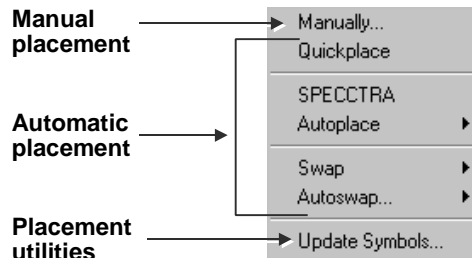 Manual
placement
Manually...
Quickplace
SPECCTRA
Autoplace
Automatic
placement
Swap
Autoswap...
Placement
utilities
Update Symbols...